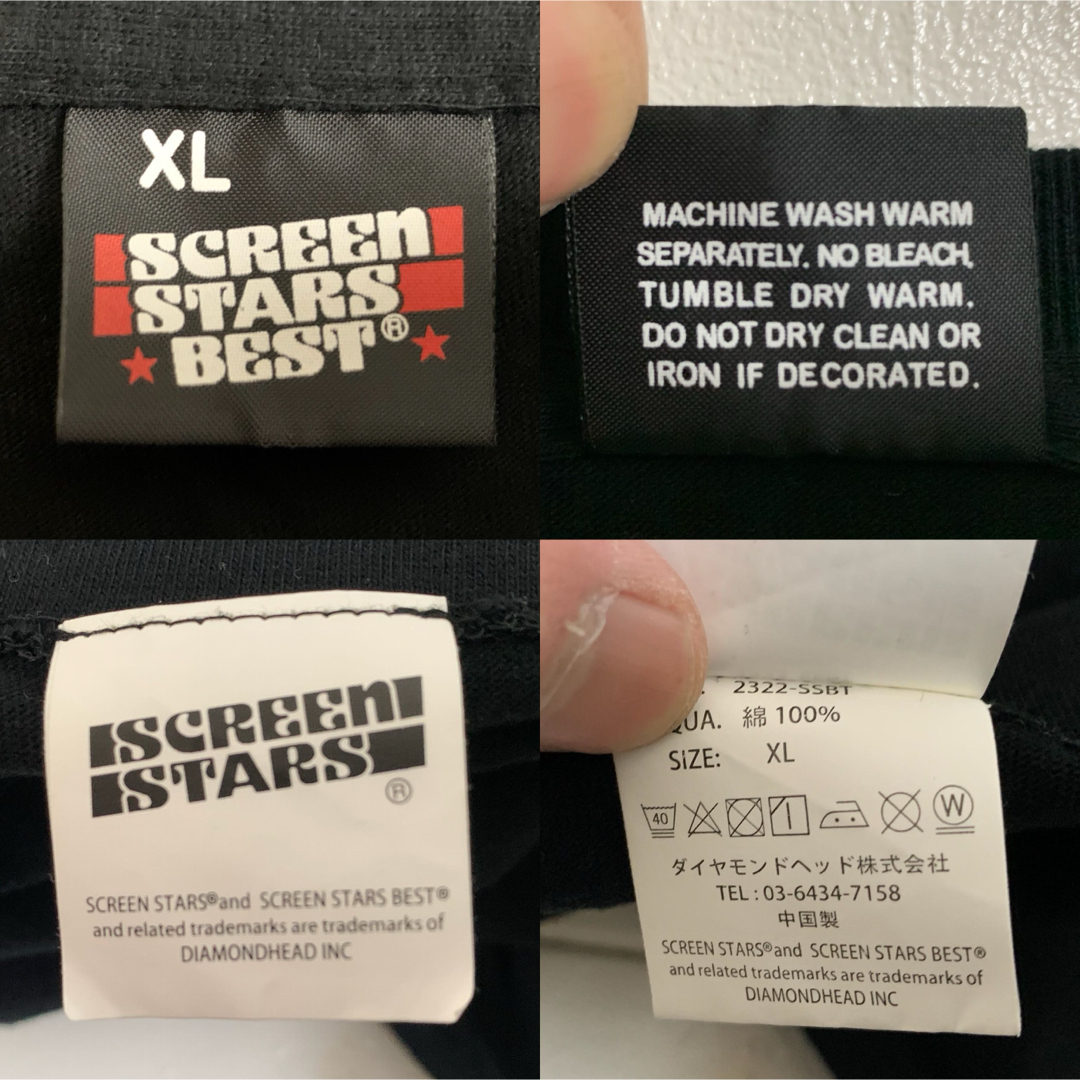 XL
SCREEN
STARS
BEST®
MACHINE WASH WARM
SEPARATELY. NO BLEACH,
TUMBLE DRY WARM.
DO NOT DRY CLEAN OR
IRON IF DECORATED.
SCREEN
STARS
®
SCREEN STARS®and SCREEN STARS BEST®
and related trademarks are trademarks of
DIAMONDHEAD INC
2322-SSBT
QUA. 綿 100%
SiZE: XL
40 W
ダイヤモンドヘッド株式会社
TEL : 03-6434-7158
中国製
SCREEN STARS®and SCREEN STARS BEST®
and related trademarks are trademarks of
DIAMONDHEAD INC